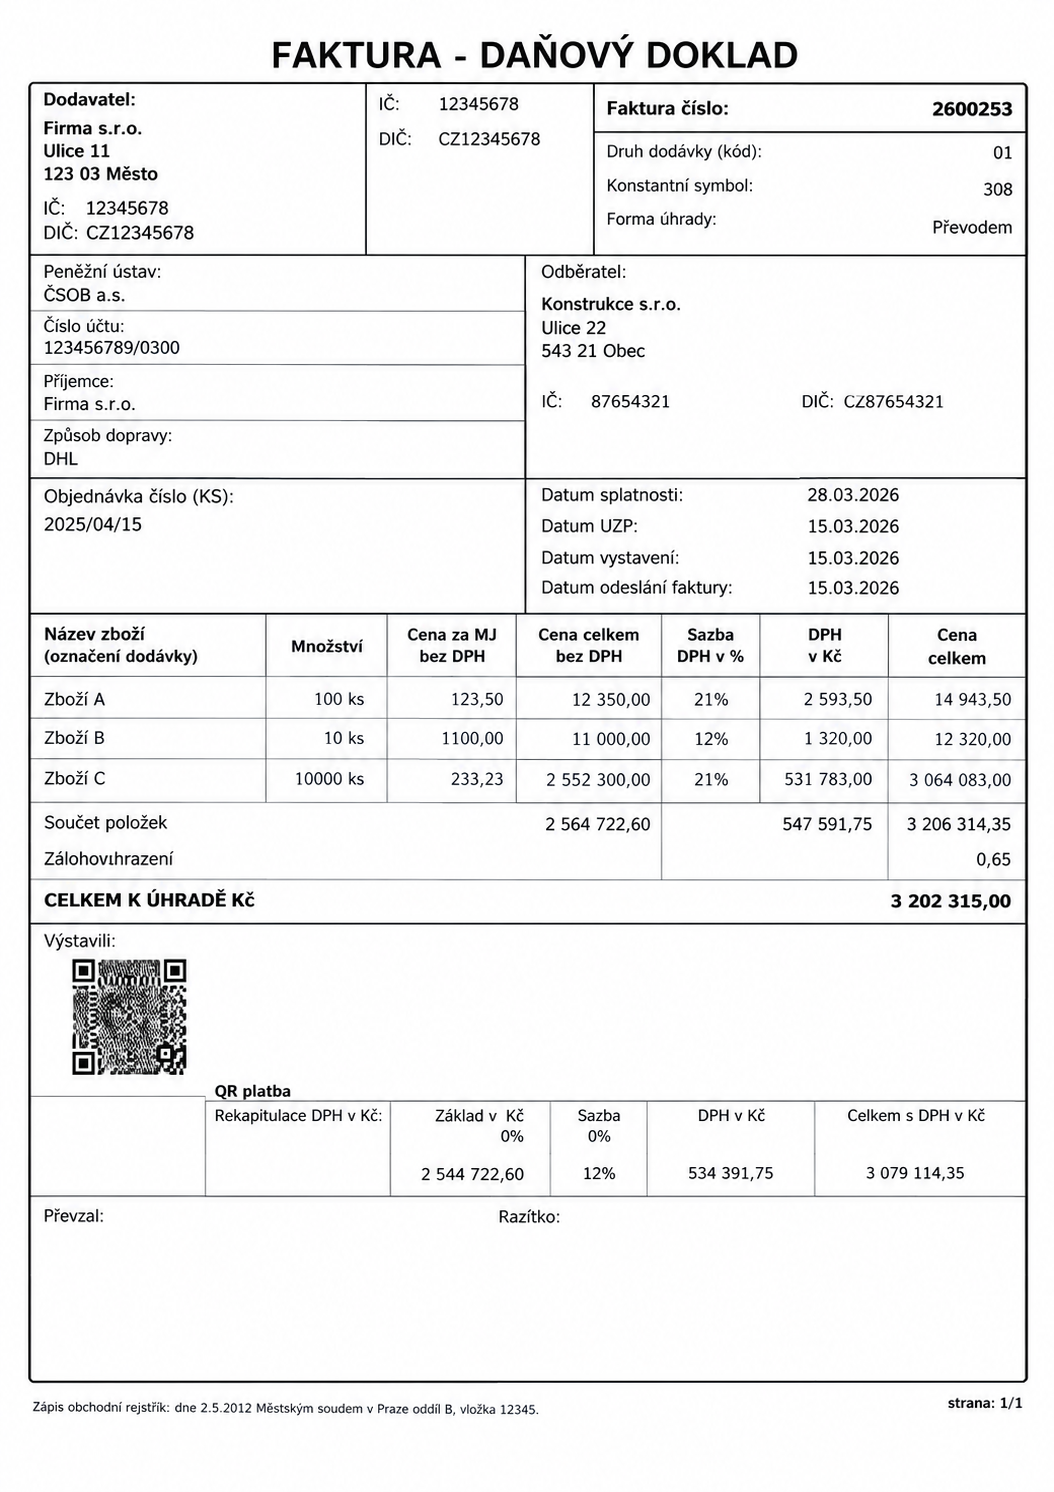 FAKTURA - DAŇOVÝ DOKLAD
Dodavatel:
Firma s.r.o.
Ulice 11
123 03 Město
IČ: 12345678
DIČ: CZ12345678
IČ: 12345678
DIČ: CZ12345678
Faktura číslo: 2600253
Druh dodávky (kód): 01
Konstantní symbol: 308
Forma úhrady: Převodem
Peněžní ústav:
ČSOB a.s.
Číslo účtu:
123456789/0300
Příjemce:
Firma s.r.o.
Způsob dopravy:
DHL
Odběratel:
Konstrukce s.r.o.
Ulice 22
543 21 Obec
IČ: 87654321 DIČ: CZ87654321
Objednávka číslo (KS):
2025/04/15
Datum splatnosti: 28.03.2026
Datum UZP: 15.03.2026
Datum vystavení: 15.03.2026
Datum odeslání faktury: 15.03.2026
Název zboží Množství Cena za MJ Cena celkem Sazba DPH Cena
(označení dodávky) bez DPH bez DPH DPH v % v Kč celkem
Zboží A 100 ks 123,50 12 350,00 21% 2 593,50 14 943,50
Zboží B 10 ks 1100,00 11 000,00 12% 1 320,00 12 320,00
Zboží C 10000 ks 233,23 2 552 300,00 21% 531 783,00 3 064 083,00
Součet položek 2 564 722,60 547 591,75 3 206 314,35
Zálohovıhrazení 0,65
CELKEM K ÚHRADĚ Kč 3 202 315,00
Výstavili:
QR platba
Rekapitulace DPH v Kč: Základ v Kč Sazba DPH v Kč Celkem s DPH v Kč
0% 0%
2 544 722,60 12% 534 391,75 3 079 114,35
Převzal: Razítko:
Zápis obchodní rejstřík: dne 2.5.2012 Městským soudem v Praze oddíl B, vložka 12345.
strana: 1/1